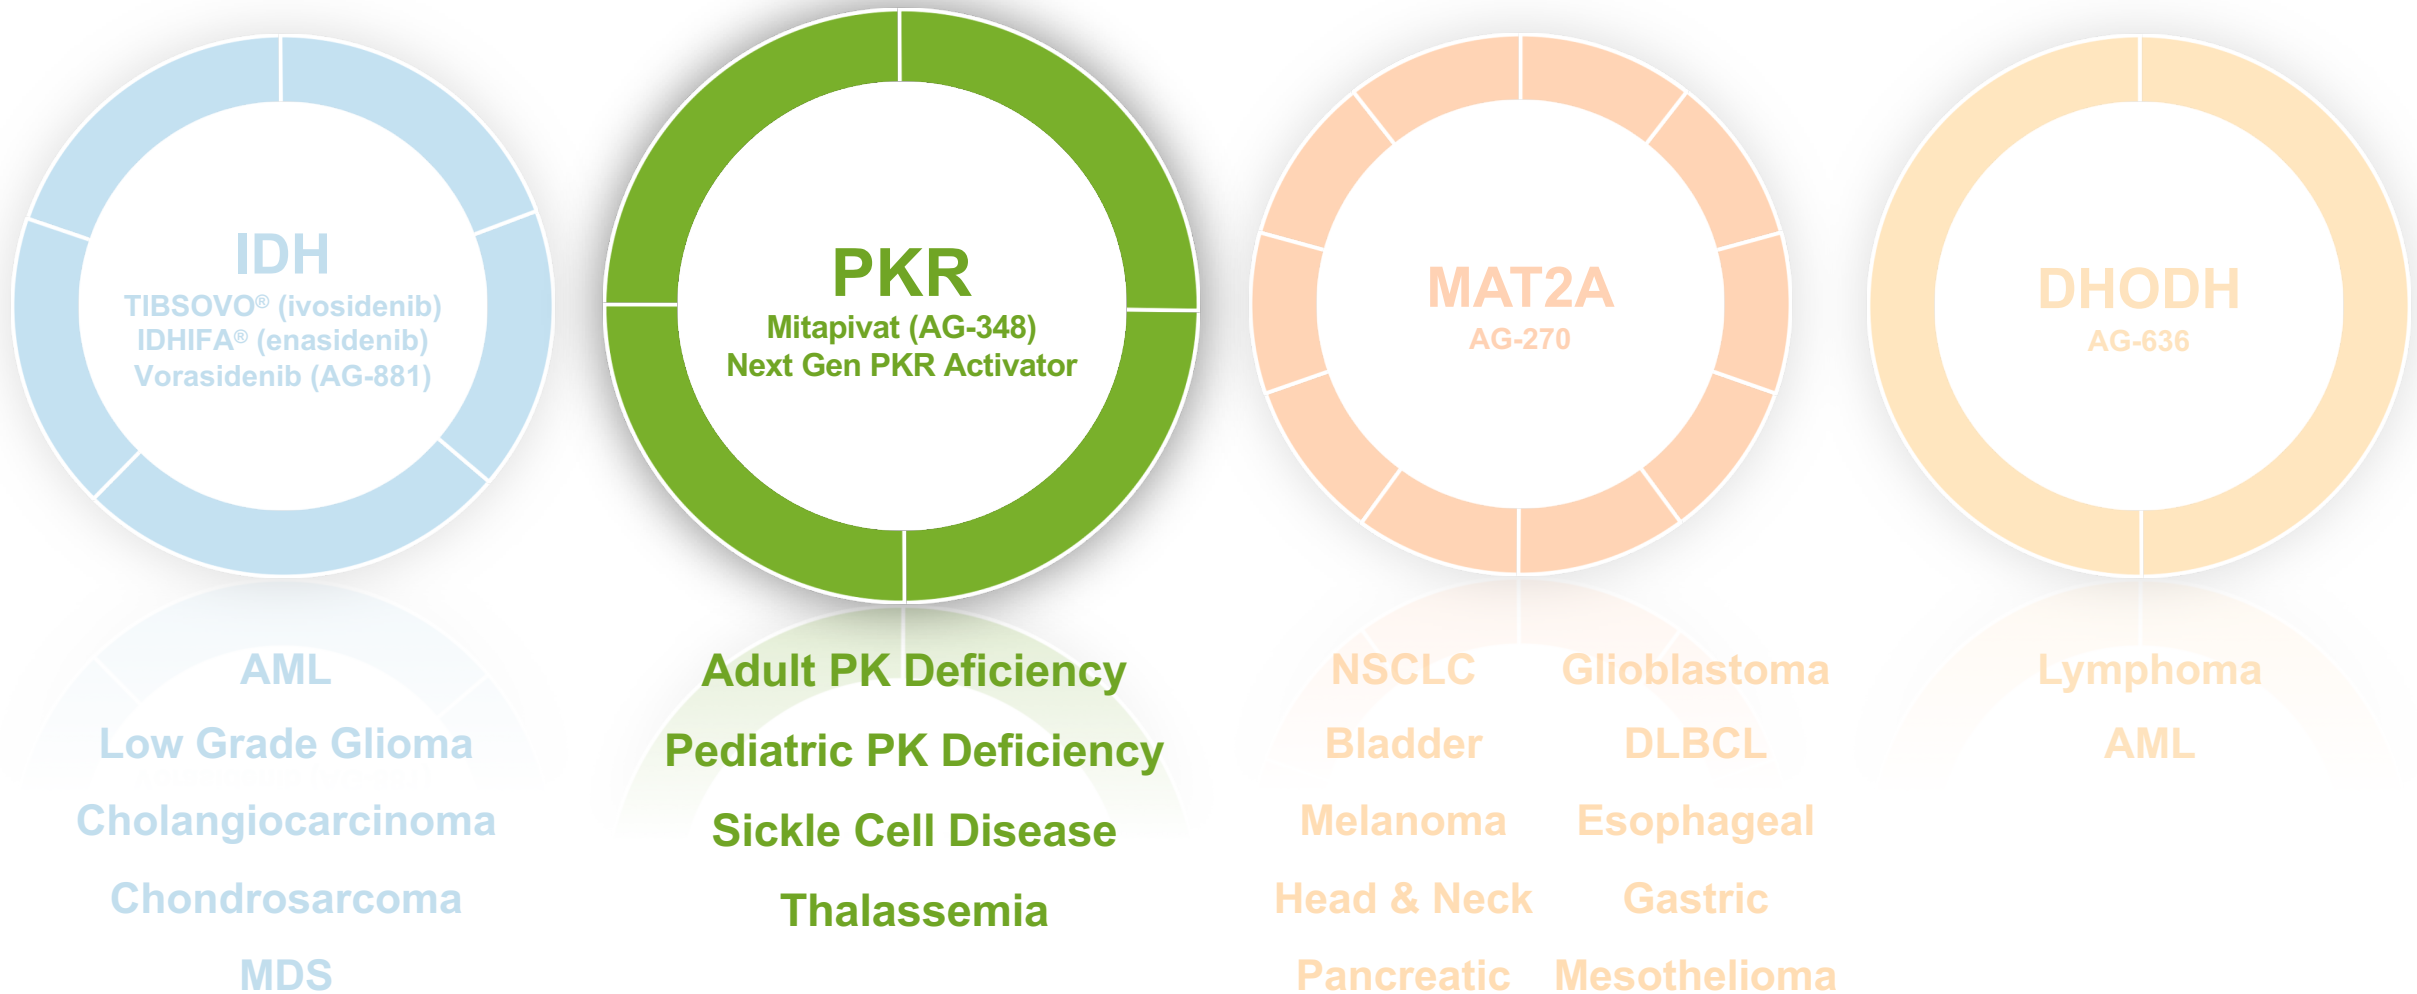 IDH
TIBSOVO® (ivosidenib)
IDHIFA® (enasidenib)
Vorasidenib (AG-881)
AML
Low Grade Glioma
Cholangiocarcinoma
Chondrosarcoma
MDS
PKR
Mitapivat (AG-348)
Next Gen PKR Activator
Adult PK Deficiency
Pediatric PK Deficiency
Sickle Cell Disease
Thalassemia
MAT2A
AG-270
NSCLC Glioblastoma
Bladder DLBCL
Melanoma Esophageal
Head & Neck Gastric
Pancreatic Mesothelioma
DHODH
AG-636
Lymphoma
AML